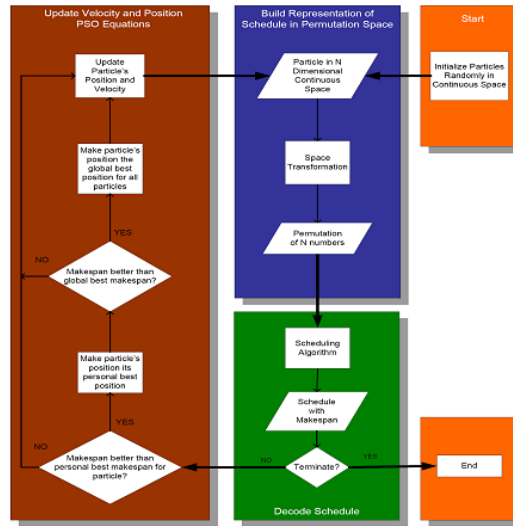 Update Velocity and Position
PSO Equations
Update
Particle's
Position and
Velocity
Make particle's
position the
global best
position for all
particles
YES
NO
Makespan better than
global best makespan?
Make particle's
position its
personal best
position
YES
NO
Makespan better than
personal best makespan for
particle?
Build Representation of
Schedule in Permutation Space
Particle in N
Dimensional
Continuous
Space
Space
Transformation
Permutation
of N numbers
Scheduling
Algorithm
Schedule
with
Makespan
NO
Terminate?
YES
Decode Schedule
Start
Initialize Particles
Randomly in
Continuous Space
End